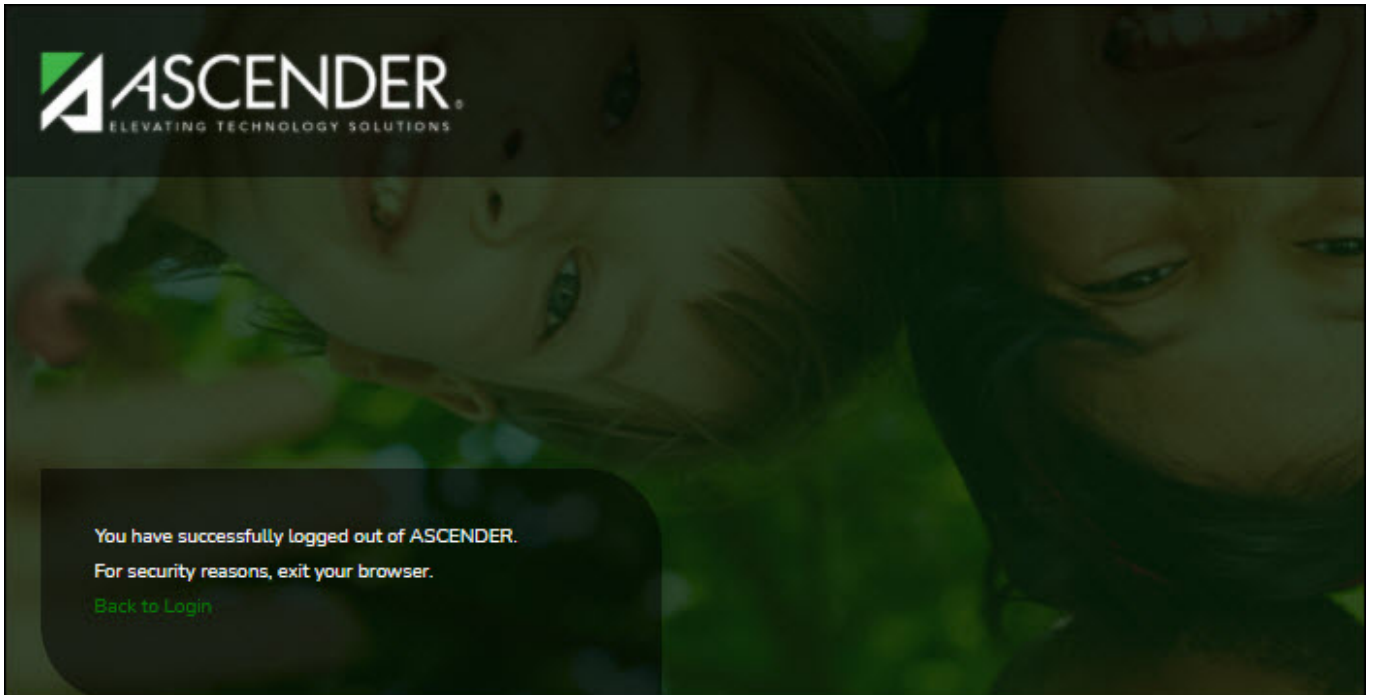 ASCENDER®
ELEVATING TECHNOLOGY SOLUTIONS
You have successfully logged out of ASCENDER.
For security reasons, exit your browser.
Back to Login